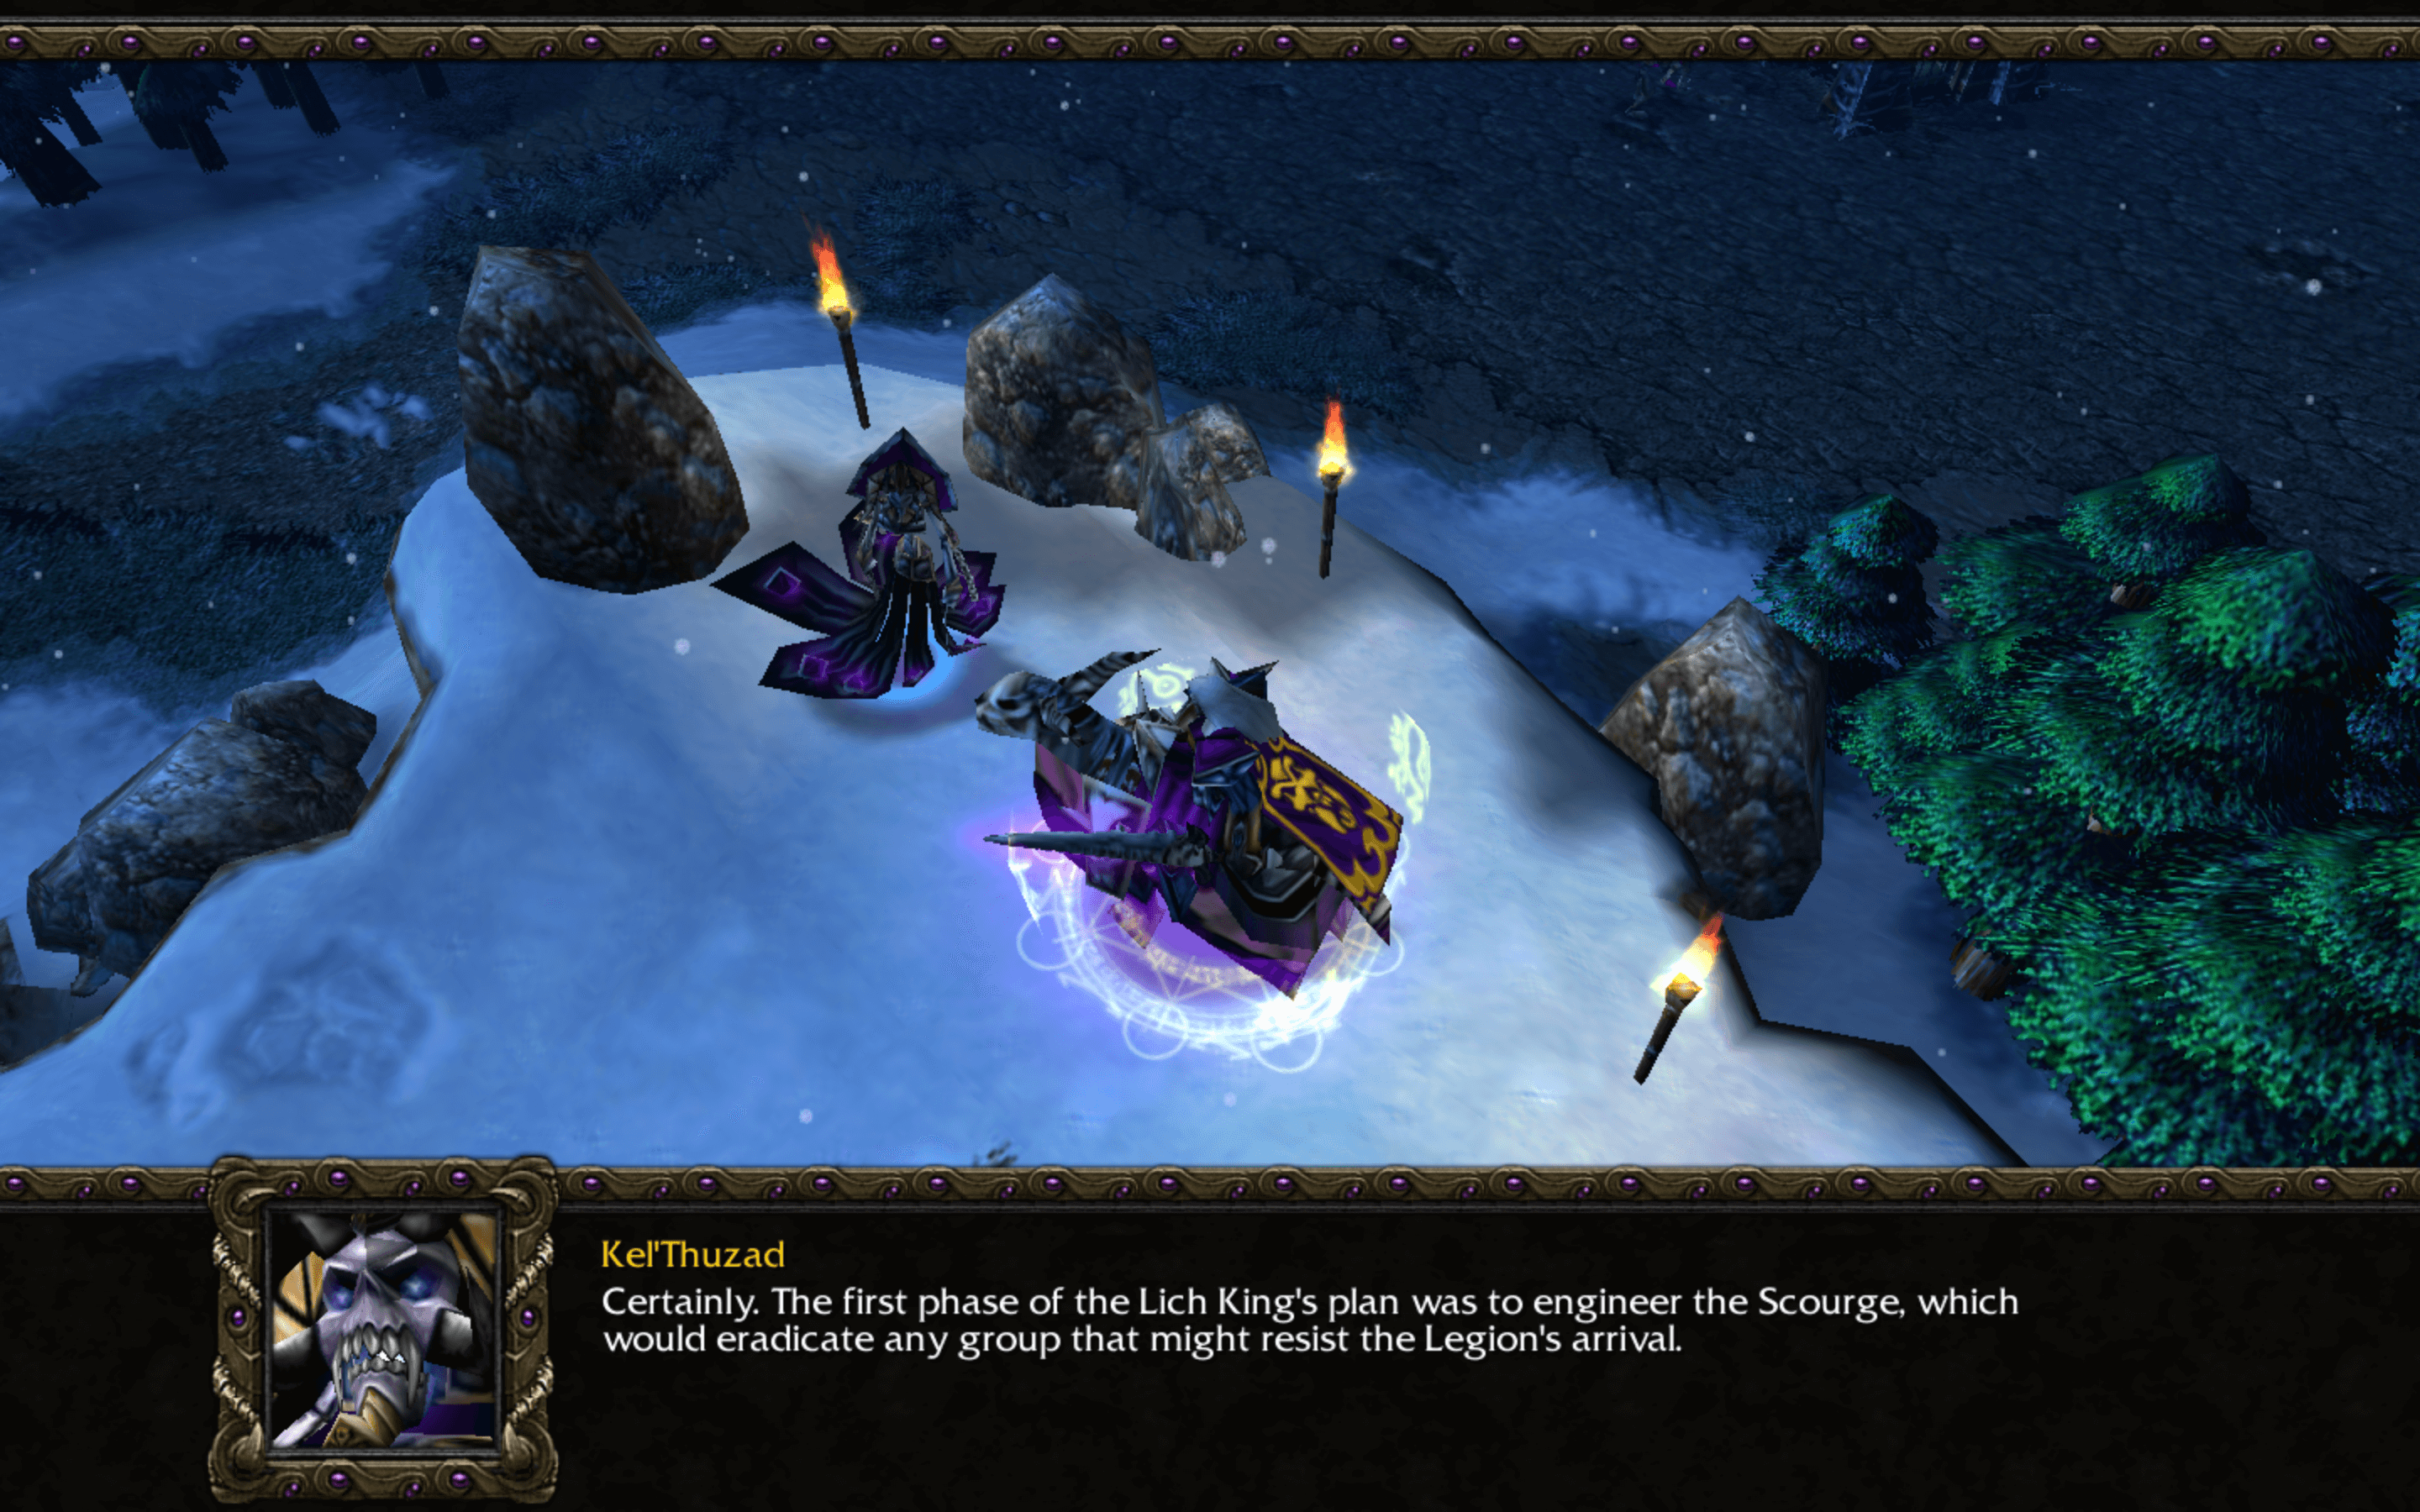 Kel'Thuzad
Certainly. The first phase of the Lich King's plan was to engineer the Scourge, which
would eradicate any group that might resist the Legion's arrival.